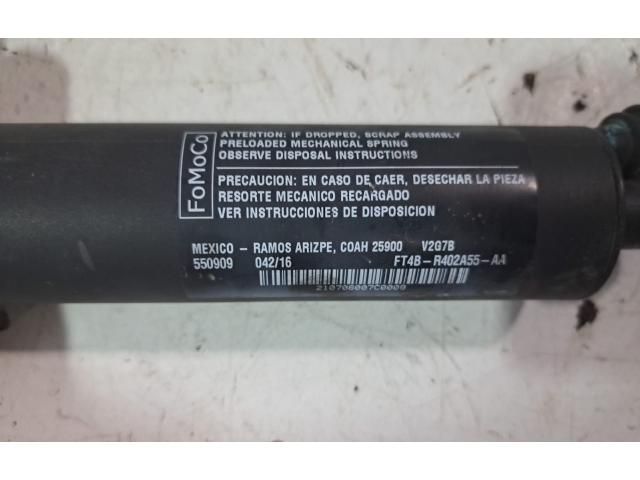 FoMoCo
ATTENTION: IF DROPPED, SCRAP ASSEMBLY
PRELOADED MECHANICAL SPRING
OBSERVE DISPOSAL INSTRUCTIONS
PRECAUCION: EN CASO DE CAER, DESECHAR LA PIEZA
RESORTE MECANICO RECARGADO
VER INSTRUCCIONES DE DISPOSICION
MEXICO - RAMOS ARIZPE, COAH 25900 V2G7B
550909 042/16 FT4B-R402A55-AA
210708007C0008